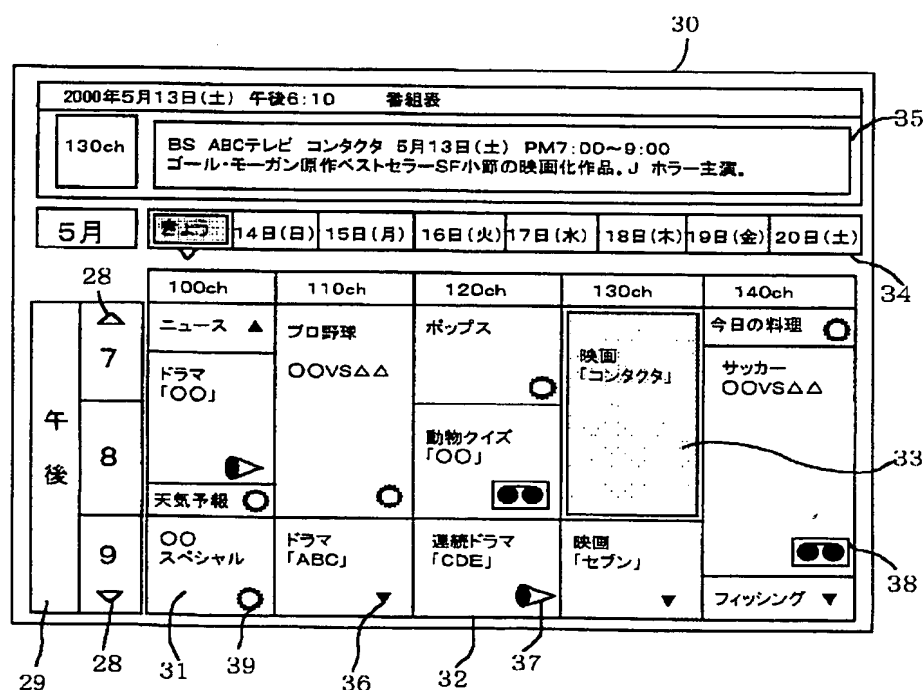 30
2000年5月13日(土) 午後6:10 番組表
35
130ch
BS ABCテレビ コンタクタ 5月13日(土) PM7:00~9:00
ゴール・モーガン原作ベストセラーSF小節の映画化作品。J ホラー主演。
5月 きょう 14日(日) 15日(月) 16日(火) 17日(水) 18日(木) 19日(金) 20日(土)
34
28
100ch 110ch 120ch 130ch 140ch
午後
7
8
9
ニュース ▲
ドラマ
「〇〇」
天気予報
〇〇
スペシャル
プロ野球
〇〇VS△△
ドラマ
「ABC」
▼
ポップス
動物クイズ
「〇〇」
連続ドラマ
「CDE」
映画
「コンタクタ」
映画
「セブン」
▼
今日の料理
サッカー
〇〇VS△△
フィッシング ▼
33
38
29 28 31 39 36 32 37